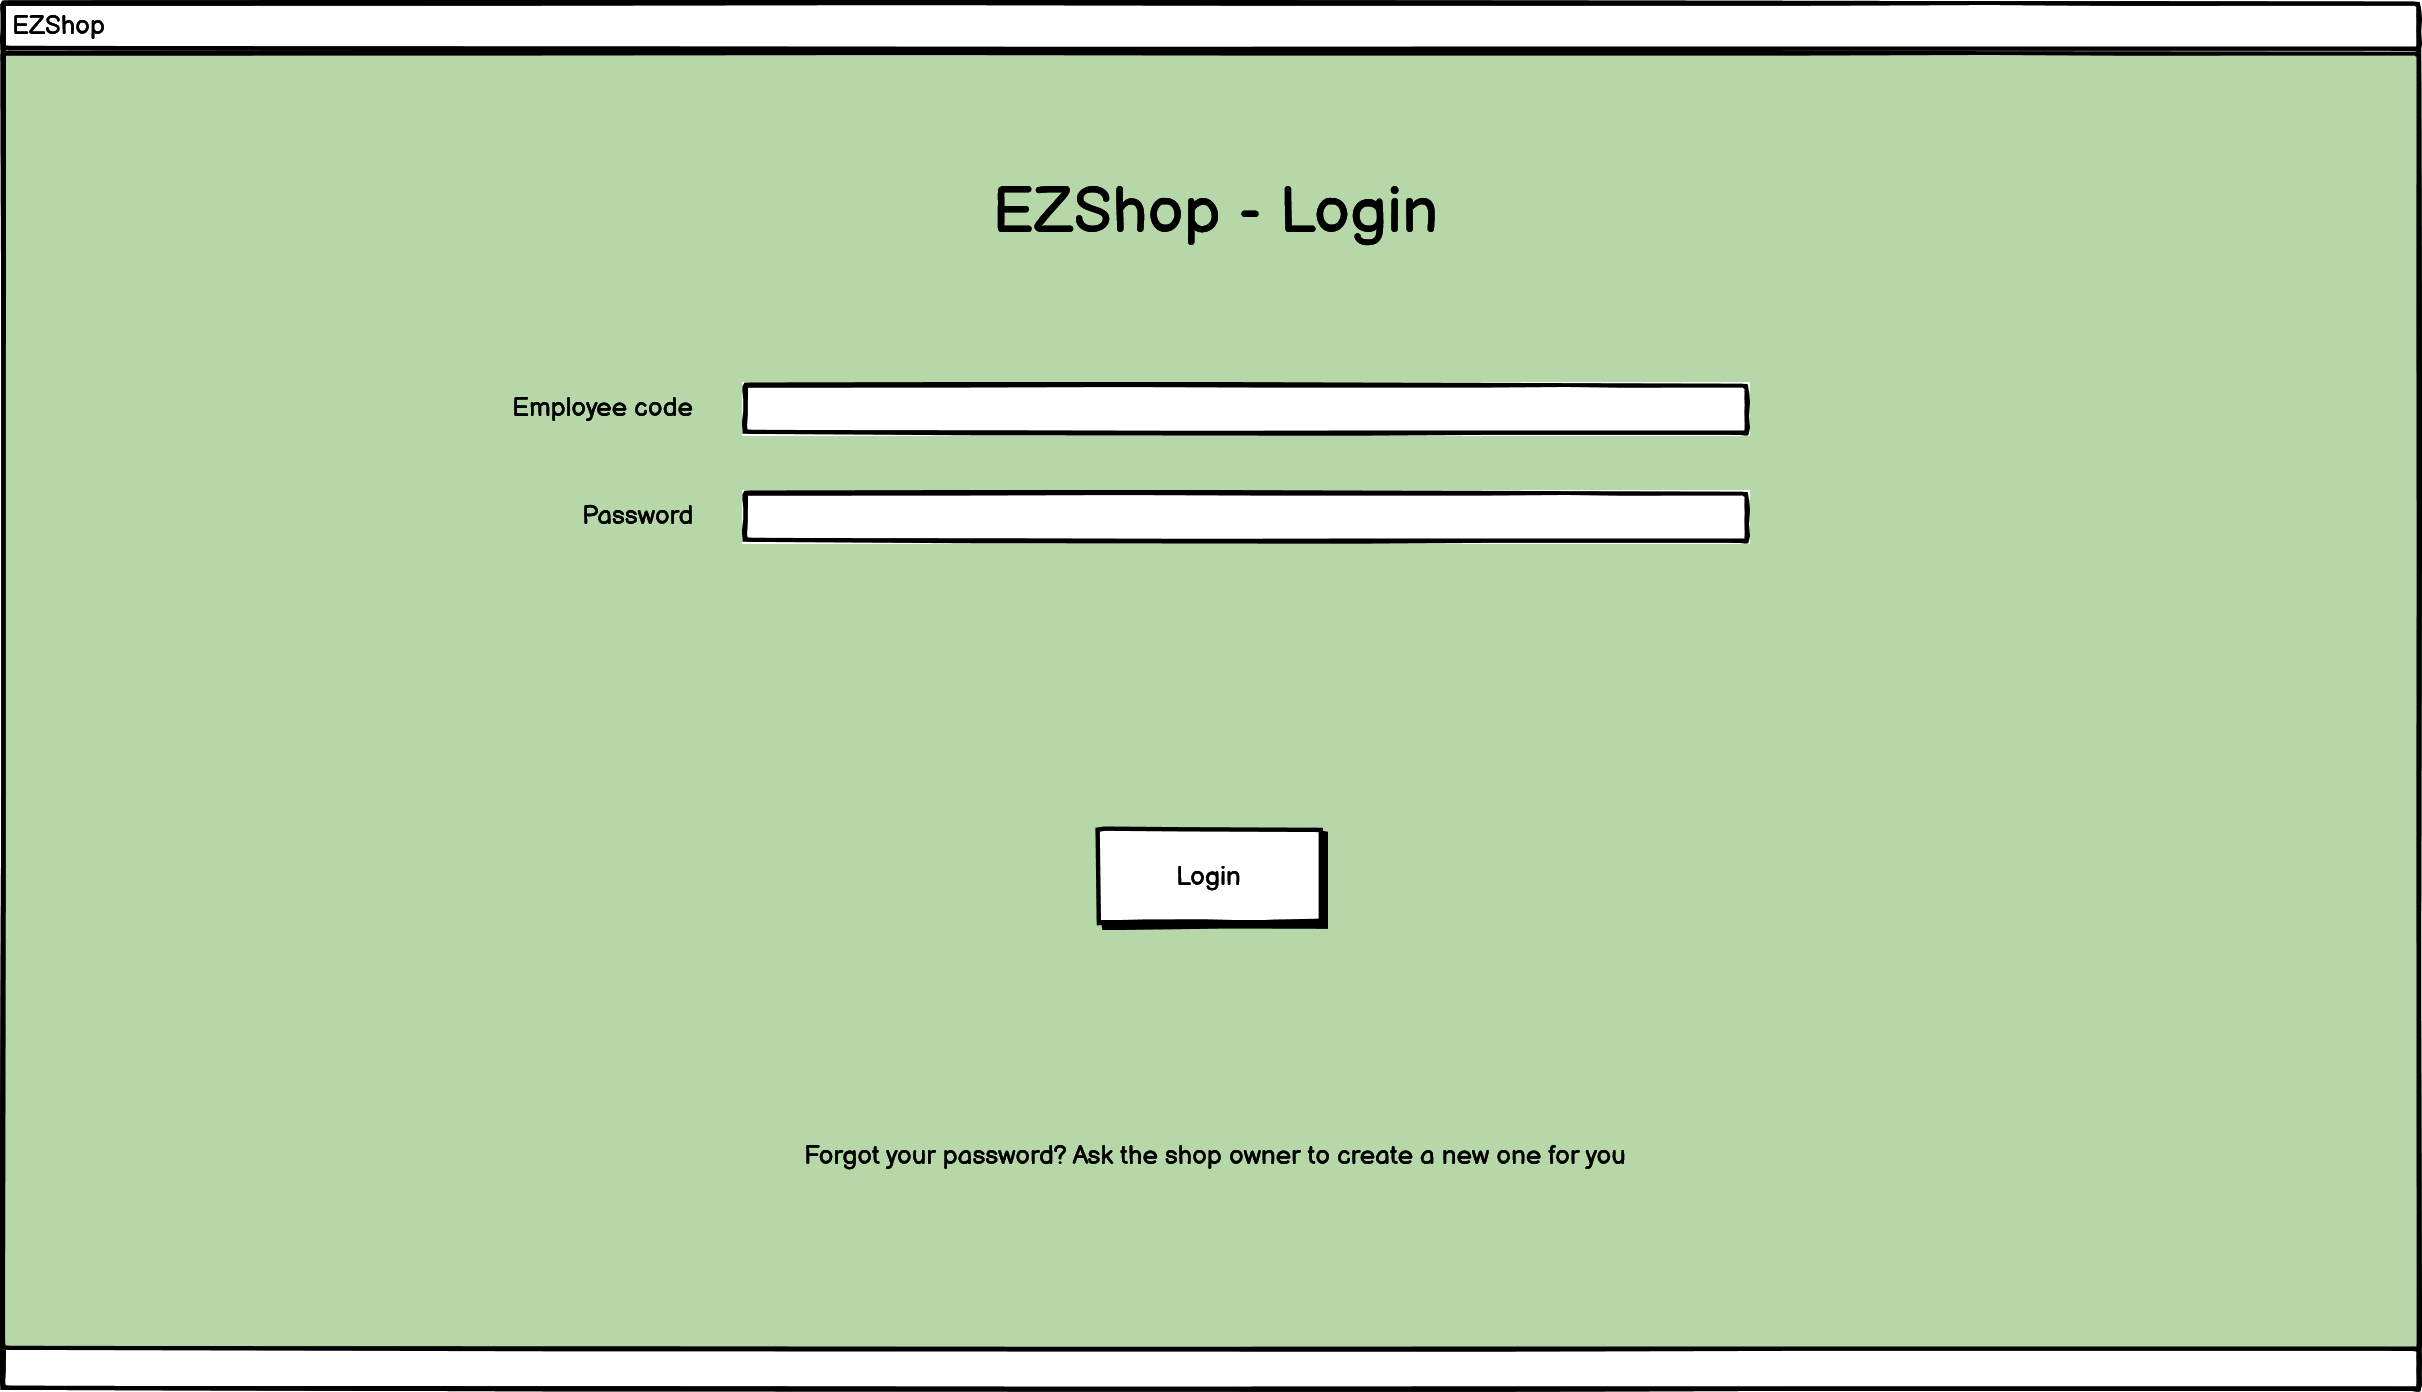 EZShop
EZShop - Login
Employee code
Password
Login
Forgot your password? Ask the shop owner to create a new one for you